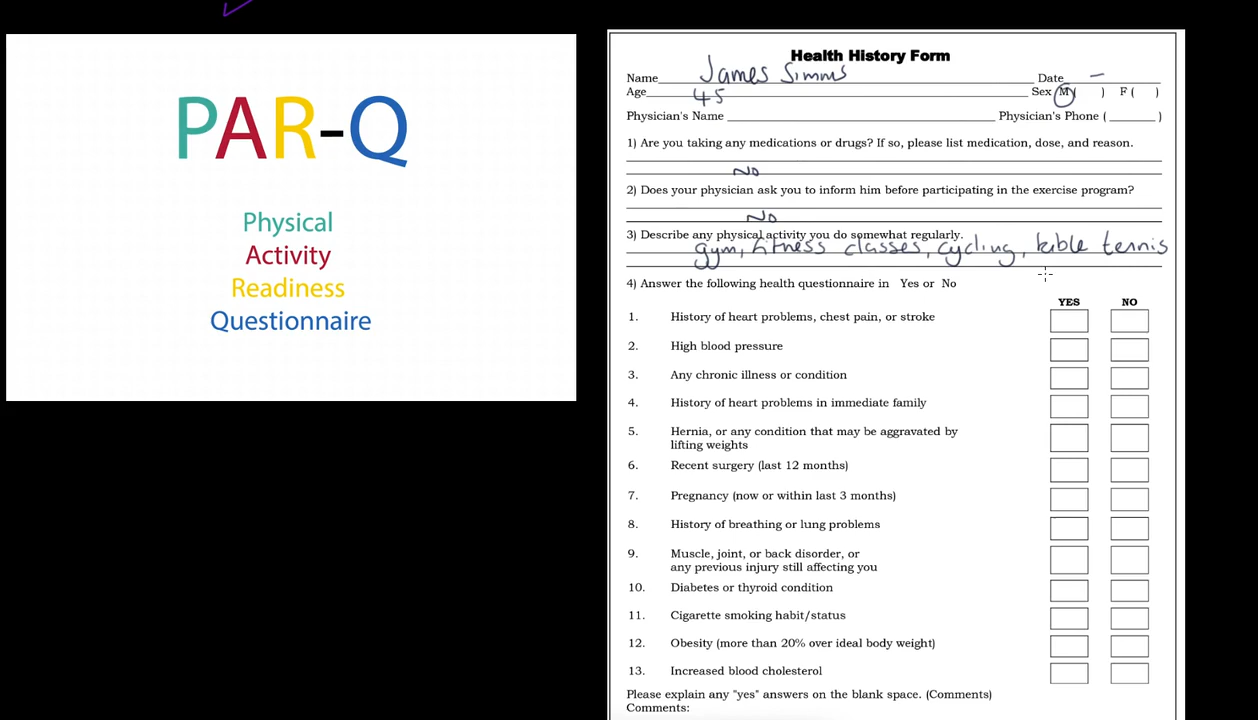 PAR-Q
Physical
Activity
Readiness
Questionnaire
Health History Form
Name James Simms Date –
Age 45 Sex M( ) F ( )
Physician's Name Physician's Phone ( )
1) Are you taking any medications or drugs? If so, please list medication, dose, and reason.
NO
2) Does your physician ask you to inform him before participating in the exercise program?
NO
3) Describe any physical activity you do somewhat regularly.
gym, fitness classes, cycling, table tennis
4) Answer the following health questionnaire in Yes or No
YES NO
1. History of heart problems, chest pain, or stroke
2. High blood pressure
3. Any chronic illness or condition
4. History of heart problems in immediate family
5. Hernia, or any condition that may be aggravated by
lifting weights
6. Recent surgery (last 12 months)
7. Pregnancy (now or within last 3 months)
8. History of breathing or lung problems
9. Muscle, joint, or back disorder, or
any previous injury still affecting you
10. Diabetes or thyroid condition
11. Cigarette smoking habit/status
12. Obesity (more than 20% over ideal body weight)
13. Increased blood cholesterol
Please explain any "yes" answers on the blank space. (Comments)
Comments: